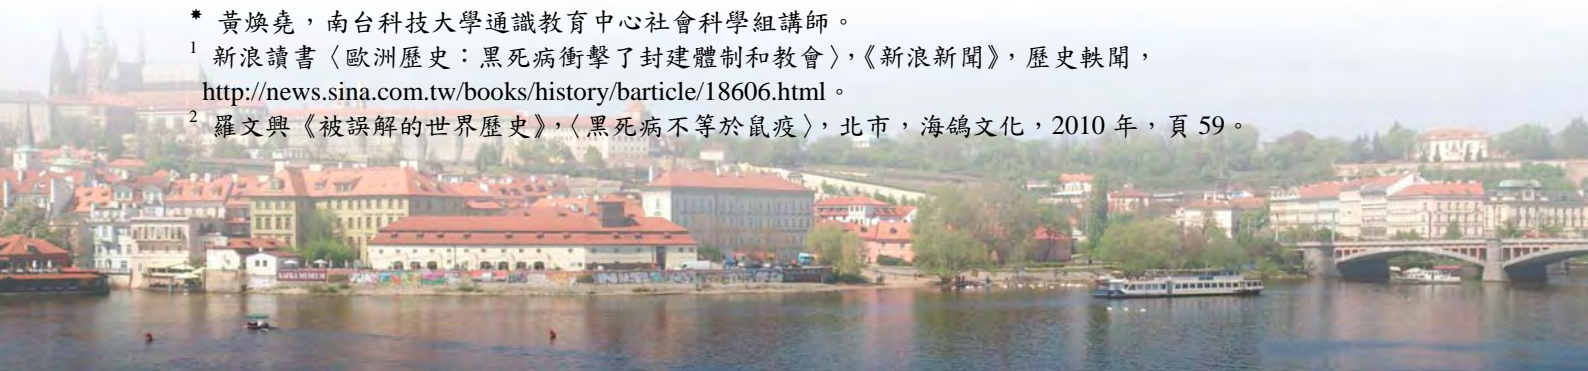 * 黃煥堯，南台科技大學通識教育中心社會科學組講師。
1 新浪讀書〈歐洲歷史：黑死病衝擊了封建體制和教會〉，《新浪新聞》，歷史軼聞，
http://news.sina.com.tw/books/history/barticle/18606.html。
2 羅文興《被誤解的世界歷史》，〈黑死病不等於鼠疫〉，北市，海鴿文化，2010 年，頁 59。
KAFKA MUSEUM